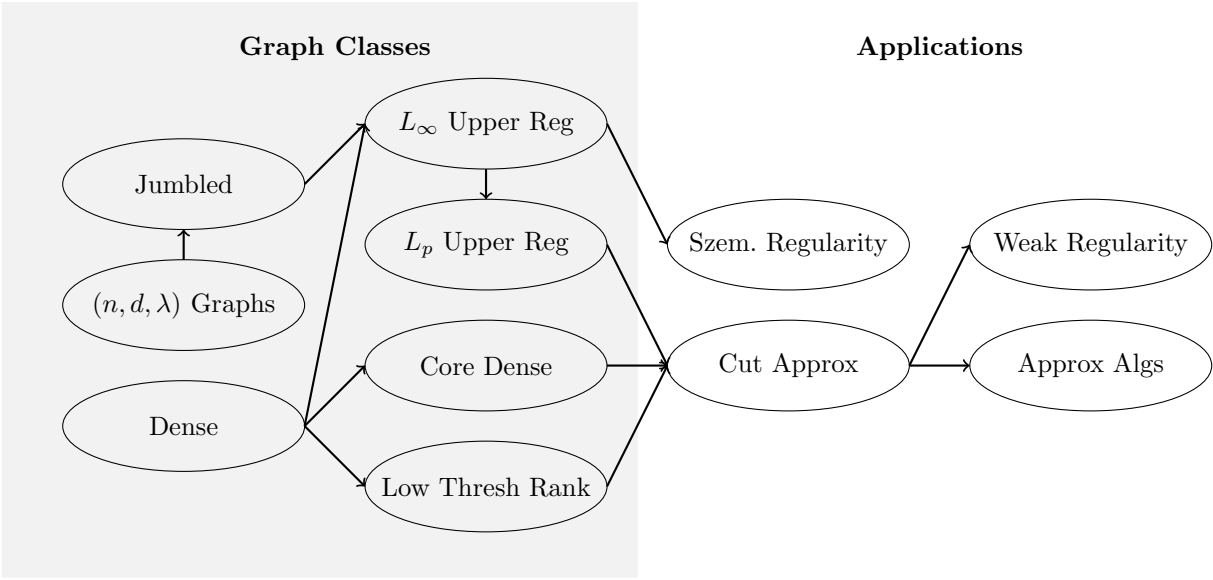 Graph Classes
Applications
L∞ Upper Reg
Jumbled
Lp Upper Reg
Szem. Regularity
Weak Regularity
(n, d, λ) Graphs
Core Dense
Cut Approx
Approx Algs
Dense
Low Thresh Rank